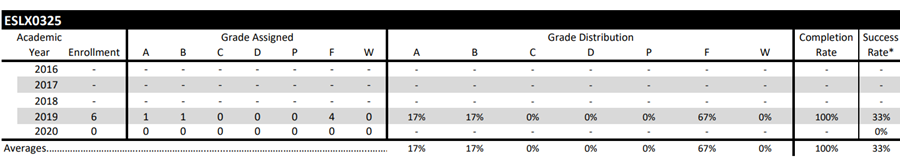 ESLX0325
Academic Grade Assigned Grade Distribution Completion Success
Year Enrollment A B C D P F W A B C D P F W Rate Rate*
2016 - - - - - - - - - - - - - - - - -
2017 - - - - - - - - - - - - - - - - -
2018 - - - - - - - - - - - - - - - - -
2019 6 1 1 0 0 0 4 0 17% 17% 0% 0% 0% 67% 0% 100% 33%
2020 0 0 0 0 0 0 0 0 - - - - - - - - 0%
Averages.................................................................. 17% 17% 0% 0% 0% 67% 0% 100% 33%